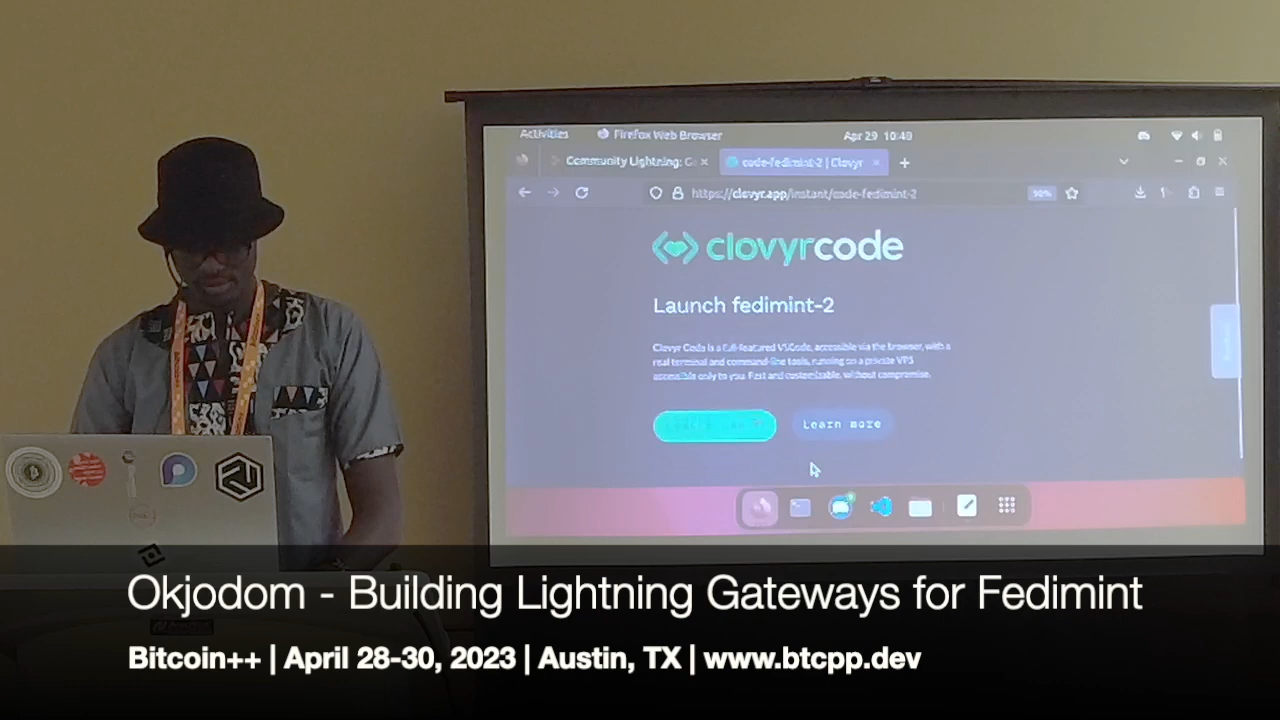 Activities
Firefox Web Browser
Apr 29 10:49
Community Lightning: G
code-fedimint-2 | Clovyr
https://clovyr.app/instant/code-fedimint-2
90%
clovyrcode
Launch fedimint-2
Clovyr Code is a full-featured VSCode, accessible via the browser, with a
real terminal and command-line tools, running on a private VPS
accessible only to you. Fast and customizable, without compromise.
Learn more
Okjodom - Building Lightning Gateways for Fedimint
Bitcoin++ | April 28-30, 2023 | Austin, TX | www.btcpp.dev